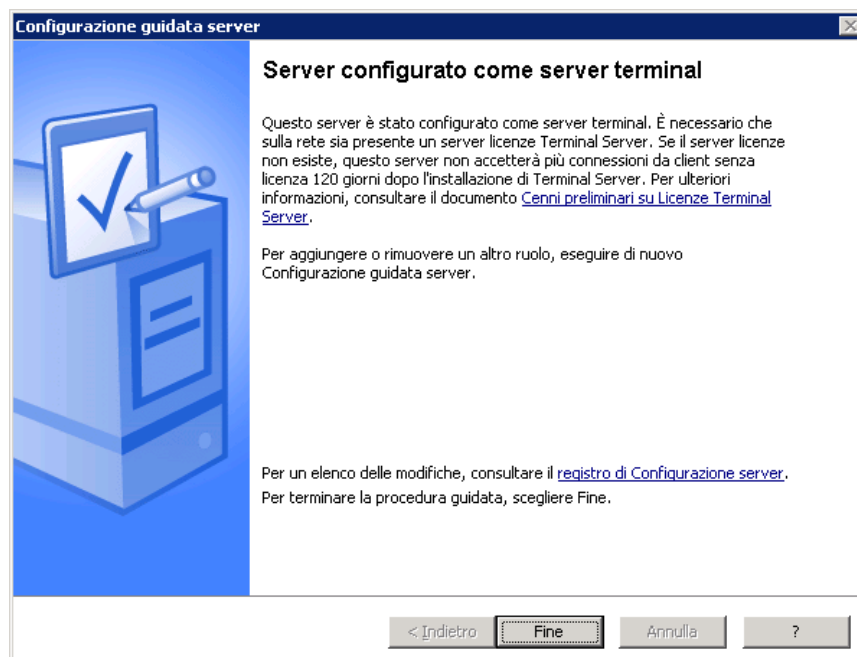 Configurazione guidata server
Server configurato come server terminal
Questo server è stato configurato come server terminal. È necessario che
sulla rete sia presente un server licenze Terminal Server. Se il server licenze
non esiste, questo server non accetterà più connessioni da client senza
licenza 120 giorni dopo l'installazione di Terminal Server. Per ulteriori
informazioni, consultare il documento Cenni preliminari su Licenze Terminal
Server.
Per aggiungere o rimuovere un altro ruolo, eseguire di nuovo
Configurazione guidata server.
Per un elenco delle modifiche, consultare il registro di Configurazione server.
Per terminare la procedura guidata, scegliere Fine.
< Indietro Fine Annulla ?